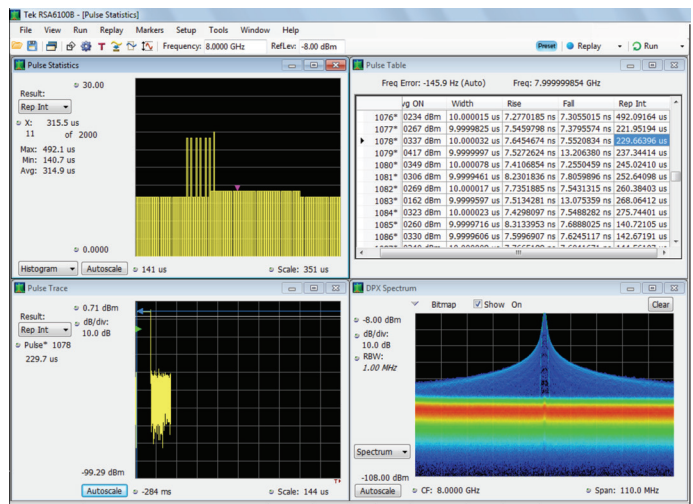 Tek RSA6100B - [Pulse Statistics]
File View Run Replay Markers Setup Tools Window Help
Frequency: 8.0000 GHz RefLev: -8.00 dBm Preset Replay Run
Pulse Statistics
30.00
Result:
Rep Int
X: 315.5 us
11 of 2000
Max: 492.1 us
Min: 140.7 us
Avg: 314.9 us
0.0000
Histogram Autoscale 141 us Scale: 351 us
Pulse Table
Freq Error: -145.9 Hz (Auto) Freq: 7.999999854 GHz
vg ON Width Rise Fall Rep Int
1076* 0234 dBm 10.000015 us 7.2770185 ns 7.3055015 ns 492.09164 us
1077* 0267 dBm 9.9999825 us 7.5459798 ns 7.3795574 ns 221.95194 us
1078* 0337 dBm 10.000032 us 7.6454674 ns 7.5520834 ns 229.66396 us
1079* 0417 dBm 9.9999997 us 7.5272624 ns 13.206380 ns 237.34414 us
1080* 0349 dBm 10.000078 us 7.4106854 ns 7.2550459 ns 245.02410 us
1081* 0306 dBm 9.9999461 us 8.2301836 ns 7.8059896 ns 252.64098 us
1082* 0269 dBm 10.000017 us 7.7351885 ns 7.5431315 ns 260.38403 us
1083* 0162 dBm 9.9999597 us 7.5134281 ns 13.075359 ns 268.06412 us
1084* 0323 dBm 10.000023 us 7.4298097 ns 7.5488282 ns 275.74401 us
1085* 0260 dBm 9.9999716 us 8.3133953 ns 7.6888025 ns 140.72105 us
1086* 0330 dBm 9.9999606 us 7.5996907 ns 7.6245117 ns 142.67191 us
Pulse Trace
0.71 dBm
Result:
dB/div:
10.0 dB
Rep Int
Pulse* 1078
229.7 us
-99.29 dBm
Autoscale -284 ms Scale: 144 us
DPX Spectrum
Bitmap Show On Clear
-8.00 dBm
dB/div:
10.0 dB
RBW:
1.00 MHz
Spectrum
-108.00 dBm
Autoscale CF: 8.0000 GHz Span: 110.0 MHz